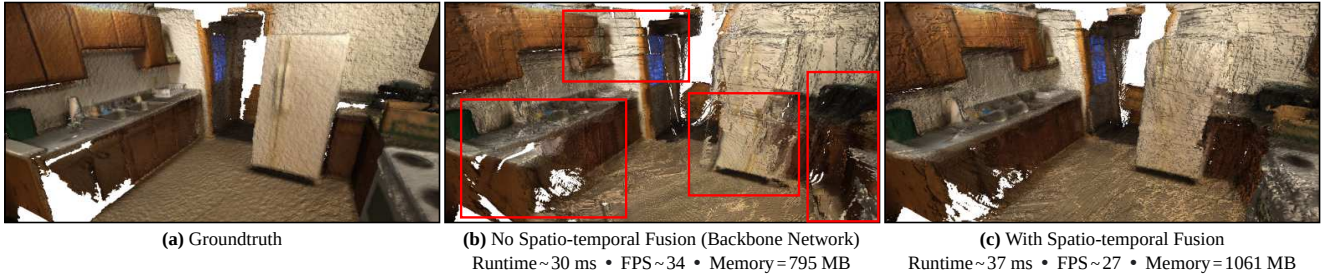 (a) Groundtruth
(b) No Spatio-temporal Fusion (Backbone Network)
Runtime~30 ms • FPS~34 • Memory=795 MB
(c) With Spatio-temporal Fusion
Runtime~37 ms • FPS~27 • Memory=1061 MB